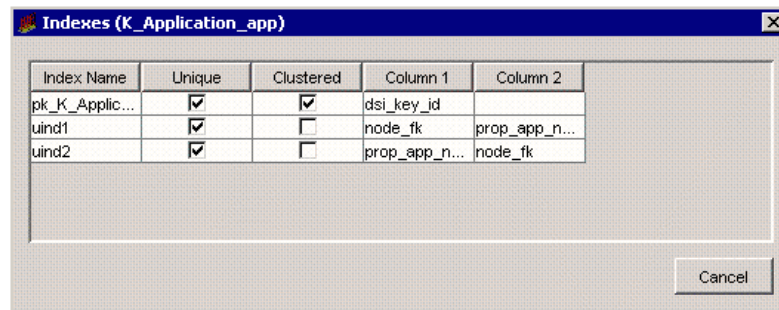 Indexes (K_Application_app)
Index Name Unique Clustered Column 1 Column 2
pk_K_Applic... dsi_key_id
uind1 node_fk prop_app_n...
uind2 prop_app_n... node_fk
Cancel